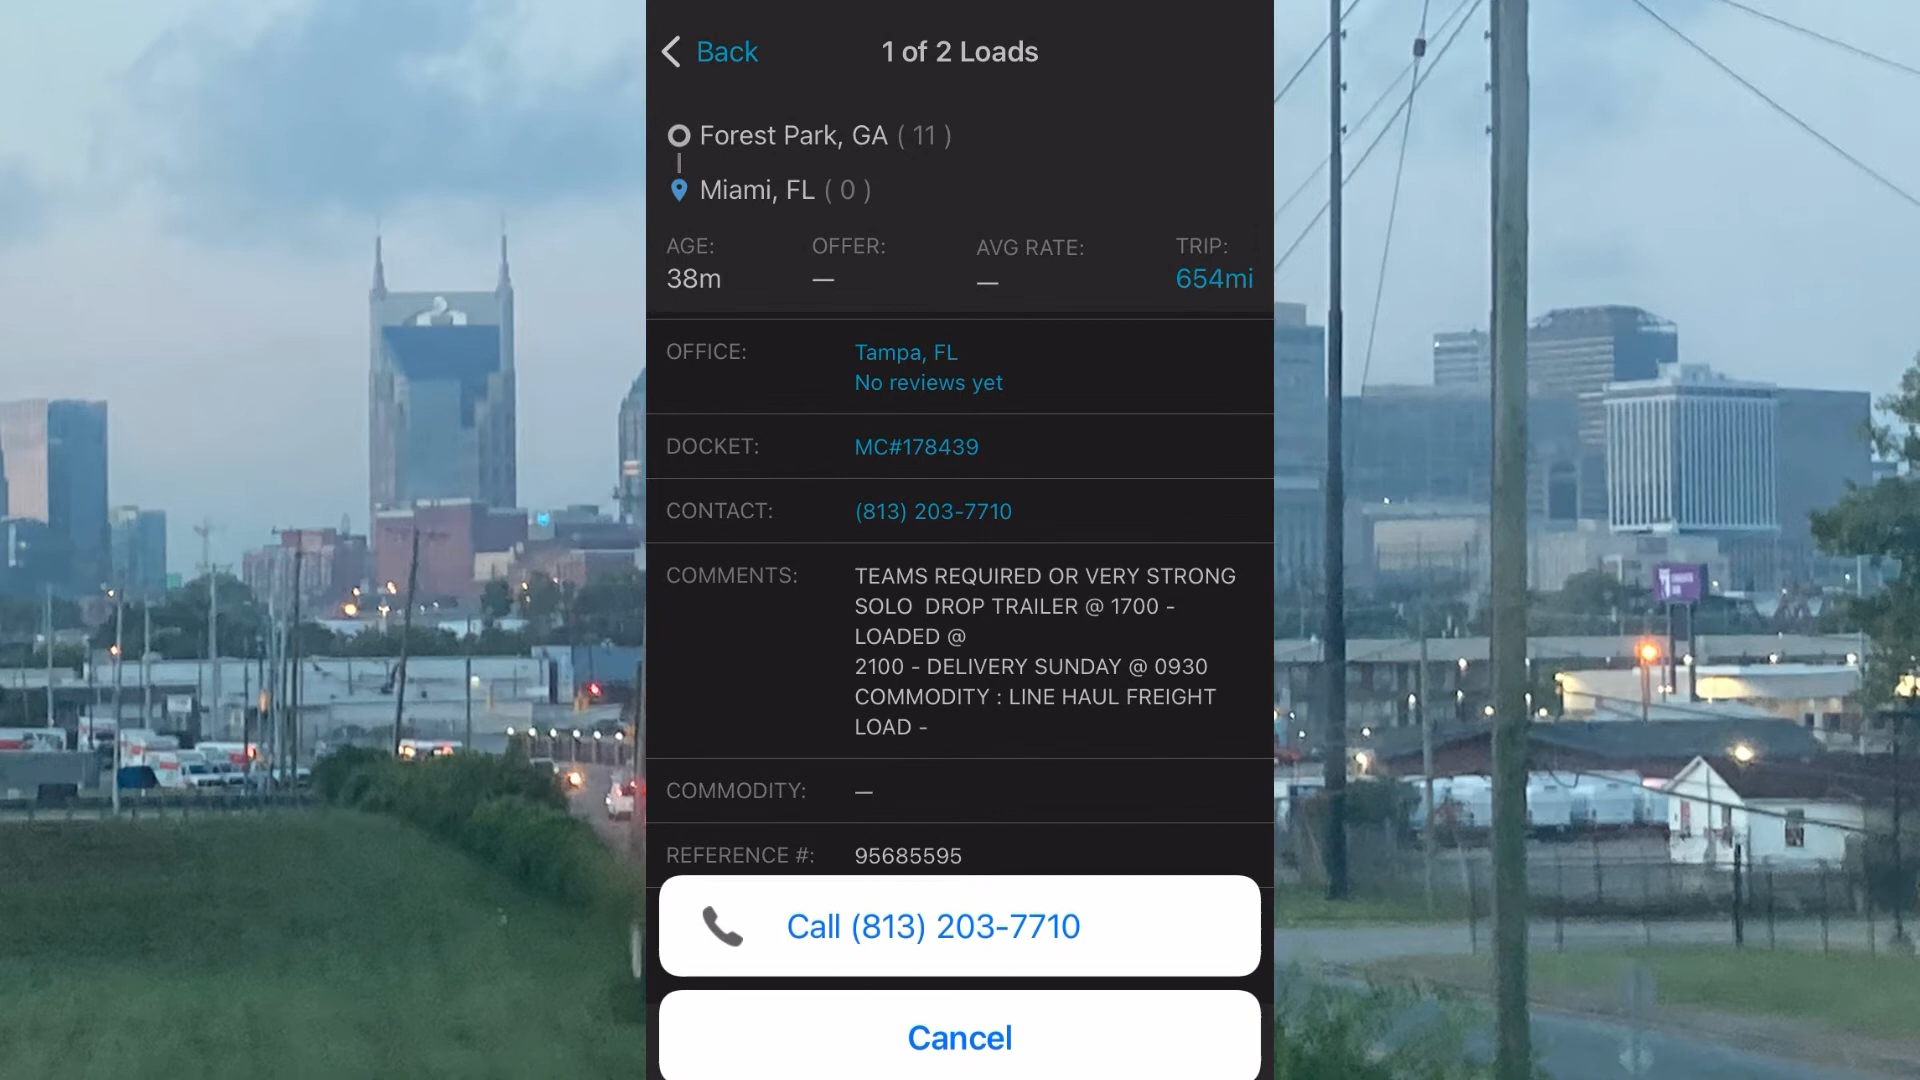 Back
1 of 2 Loads
Forest Park, GA ( 11 )
Miami, FL ( 0 )
AGE: OFFER: AVG RATE: TRIP:
38m — — 654mi
OFFICE: Tampa, FL
No reviews yet
DOCKET: MC#178439
CONTACT: (813) 203-7710
COMMENTS: TEAMS REQUIRED OR VERY STRONG
SOLO DROP TRAILER @ 1700 -
LOADED @
2100 - DELIVERY SUNDAY @ 0930
COMMODITY : LINE HAUL FREIGHT
LOAD -
COMMODITY: —
REFERENCE #: 95685595
Call (813) 203-7710
Cancel